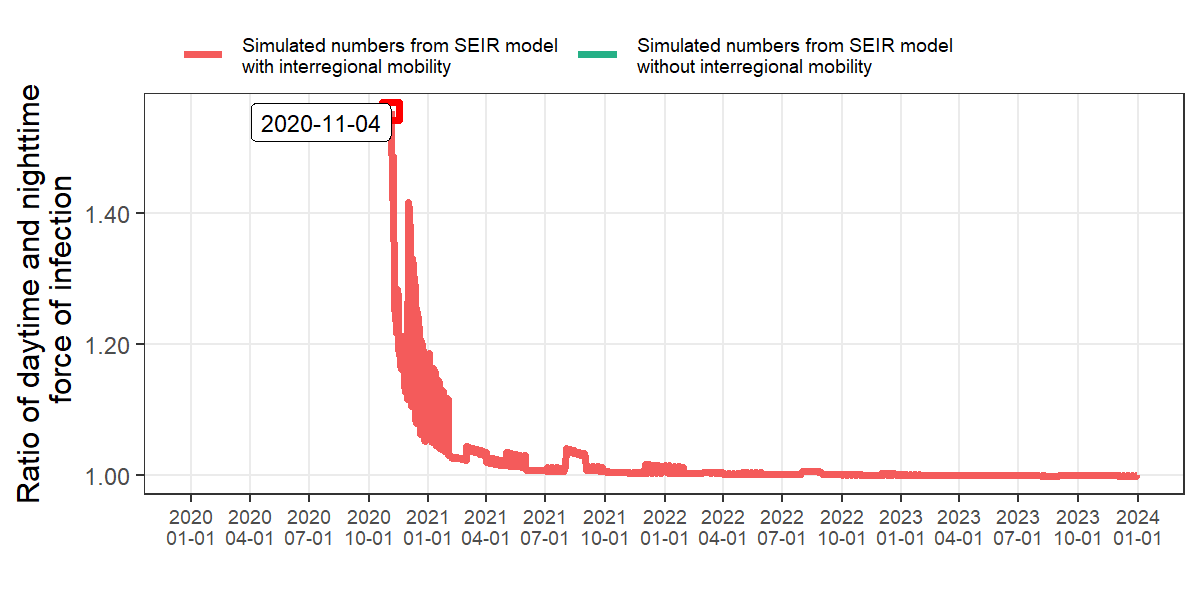 Simulated numbers from SEIR model
with interregional mobility
Simulated numbers from SEIR model
without interregional mobility
Ratio of daytime and nighttime
force of infection
2020-11-04
1.40
1.20
1.00
2020 2020 2020 2020 2021 2021 2021 2021 2022 2022 2022 2022 2023 2023 2023 2023 2024
01-01 04-01 07-01 10-01 01-01 04-01 07-01 10-01 01-01 04-01 07-01 10-01 01-01 04-01 07-01 10-01 01-01